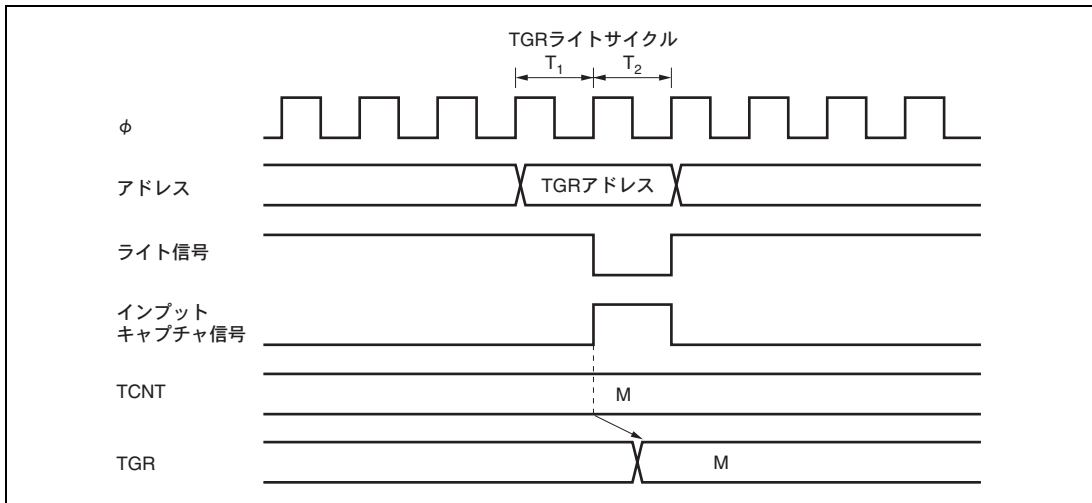 TGRライトサイクル
T1 T2
φ
アドレス
TGRアドレス
ライト信号
インプット
キャプチャ信号
TCNT
M
TGR
M